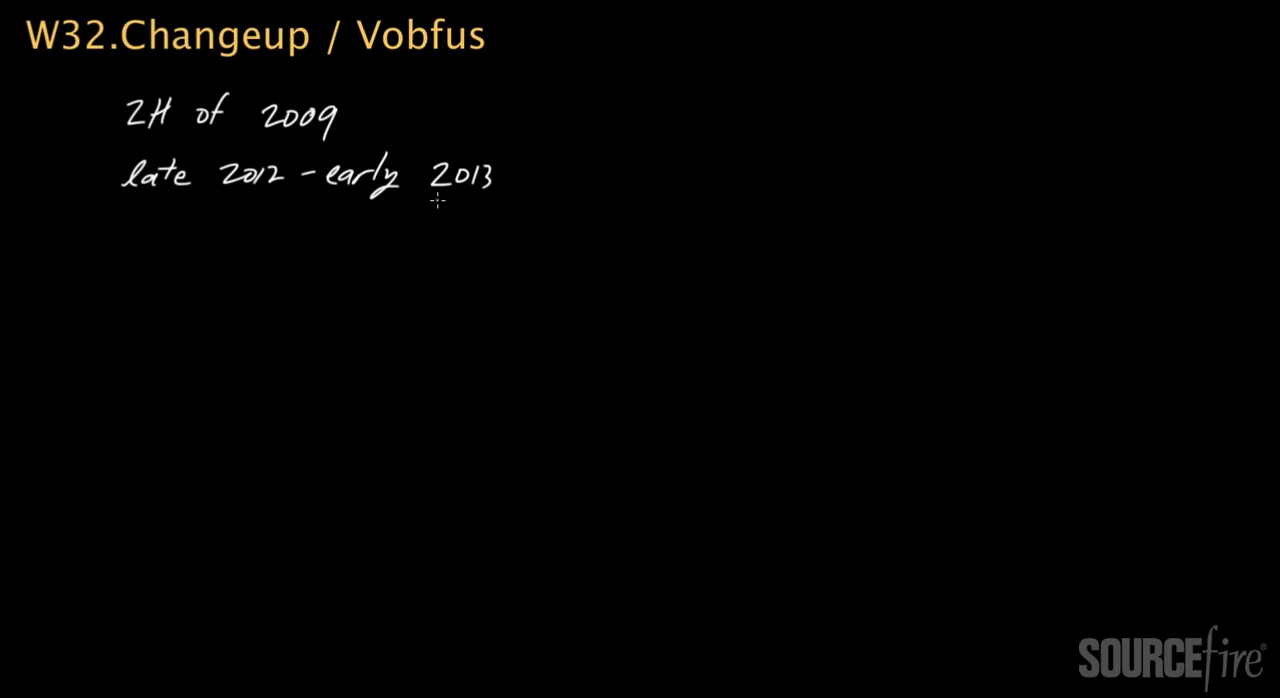 W32.Changeup / Vobfus
2H of 2009
late 2012 - early 2013
SOURCEfire®